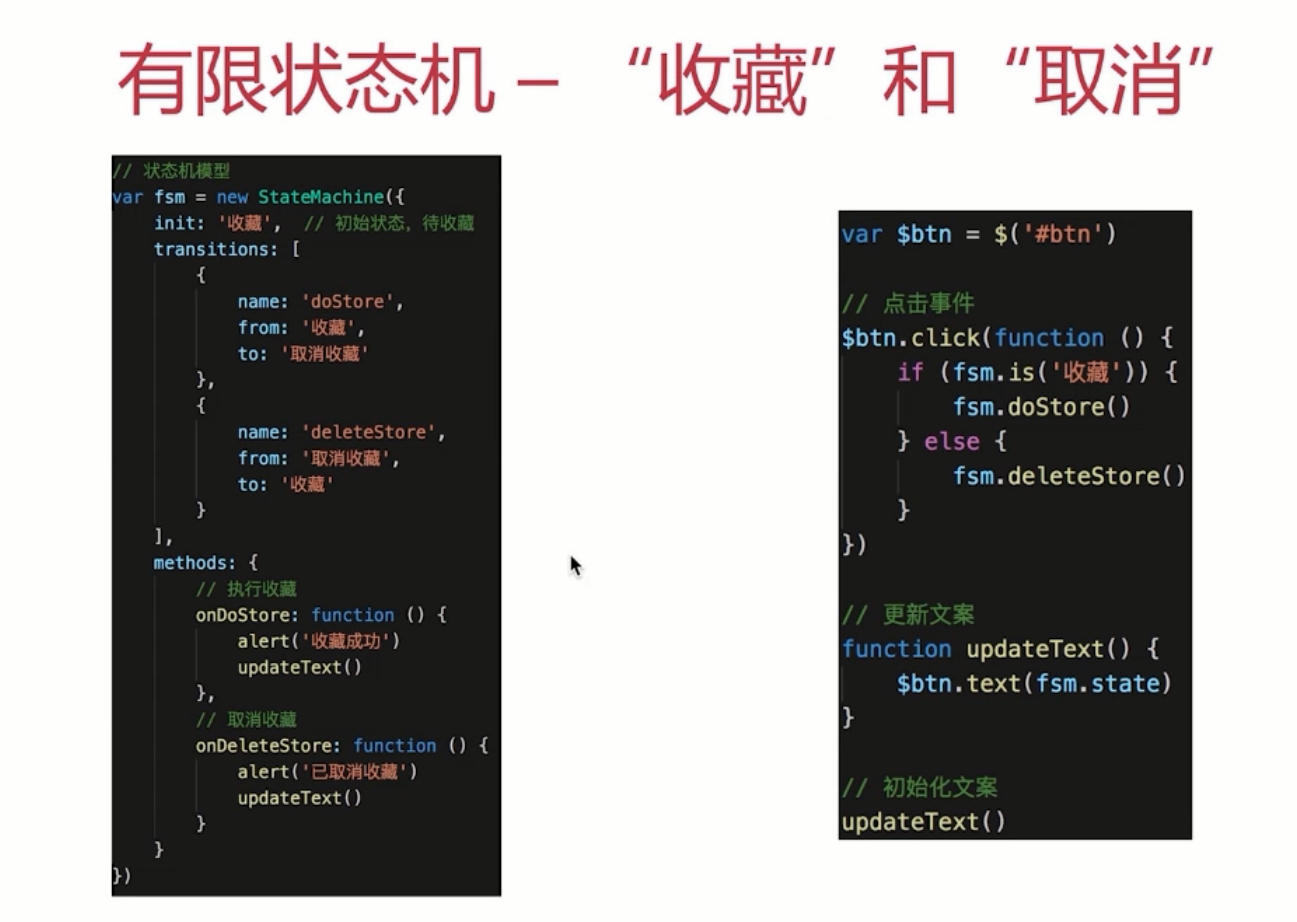 有限状态机 – “收藏” 和 “取消”
// 状态机模型
var fsm = new StateMachine({
    init: '收藏',  // 初始状态，待收藏
    transitions: [
        {
            name: 'doStore',
            from: '收藏',
            to: '取消收藏'
        },
        {
            name: 'deleteStore',
            from: '取消收藏',
            to: '收藏'
        }
    ],
    methods: {
        // 执行收藏
        onDoStore: function () {
            alert('收藏成功')
            updateText()
        },
        // 取消收藏
        onDeleteStore: function () {
            alert('已取消收藏')
            updateText()
        }
    }
})
var $btn = $('#btn')
// 点击事件
$btn.click(function () {
    if (fsm.is('收藏')) {
        fsm.doStore()
    } else {
        fsm.deleteStore()
    }
})
// 更新文案
function updateText() {
    $btn.text(fsm.state)
}
// 初始化文案
updateText()